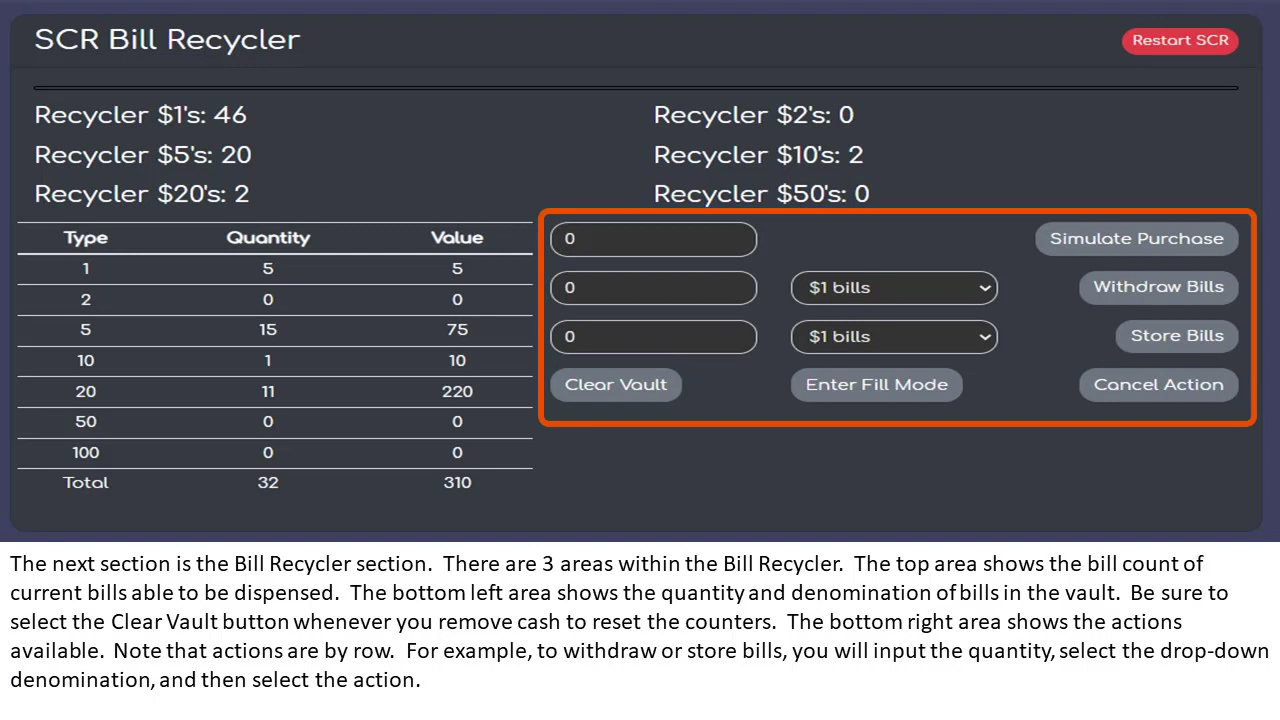 SCR Bill Recycler
Restart SCR
Recycler $1's: 46
Recycler $2's: 0
Recycler $5's: 20
Recycler $10's: 2
Recycler $20's: 2
Recycler $50's: 0
Type Quantity Value
1 5 5
2 0 0
5 15 75
10 1 10
20 11 220
50 0 0
100 0 0
Total 32 310
0 Simulate Purchase
0 $1 bills Withdraw Bills
0 $1 bills Store Bills
Clear Vault Enter Fill Mode Cancel Action
The next section is the Bill Recycler section.  There are 3 areas within the Bill Recycler.  The top area shows the bill count of
current bills able to be dispensed.  The bottom left area shows the quantity and denomination of bills in the vault.  Be sure to
select the Clear Vault button whenever you remove cash to reset the counters.  The bottom right area shows the actions
available.  Note that actions are by row.  For example, to withdraw or store bills, you will input the quantity, select the drop-down
denomination, and then select the action.